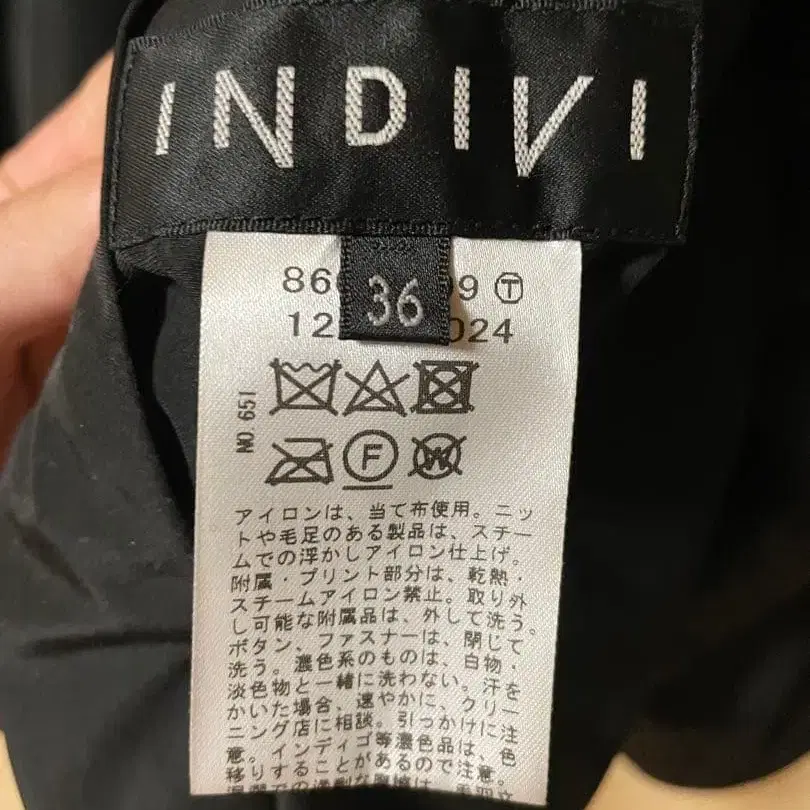 INDIVI
36
86 09 Ⓣ
12 024
NO.651
F
W
アイロンは、当て布使用。ニッ
トや毛足のある製品は、スチー
ムでの浮かしアイロン仕上げ。
附属・プリント部分は、乾熱・
スチームアイロン禁止。取り外
し可能な附属品は、外して洗う。
ボタン、ファスナーは、閉じて
洗う。濃色系のものは、白物・
淡色物と一緒に洗わない。汗を
かいた場合、速やかに、クリー
ニング店に相談。引っかけに注
意。インディゴ等濃色品は、色
移りすることがあるので注意。